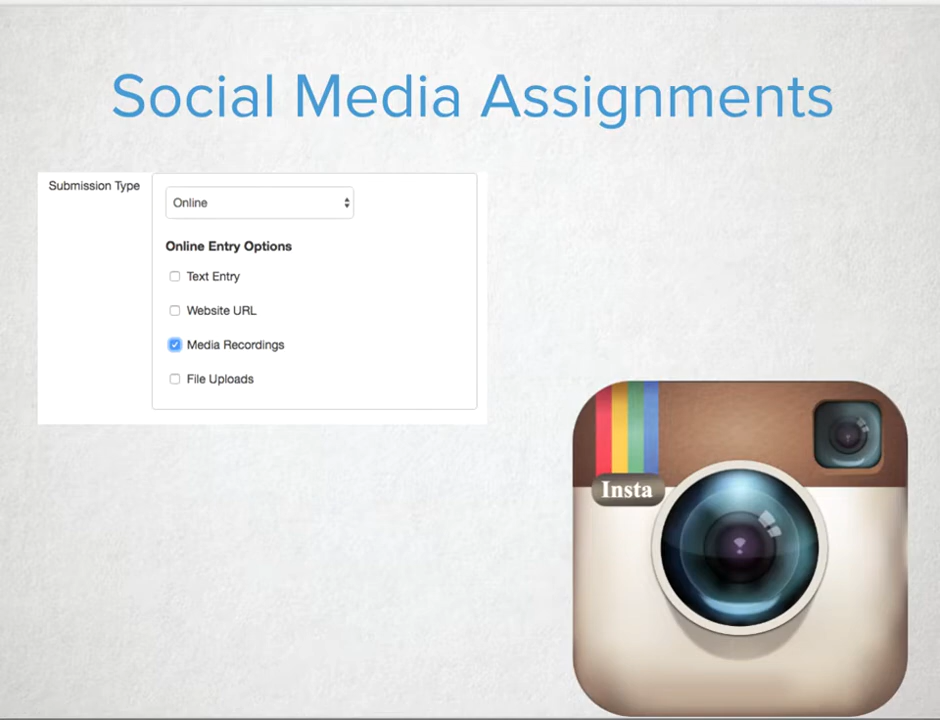 Social Media Assignments
Submission Type
Online
Online Entry Options
Text Entry
Website URL
Media Recordings
File Uploads
Insta